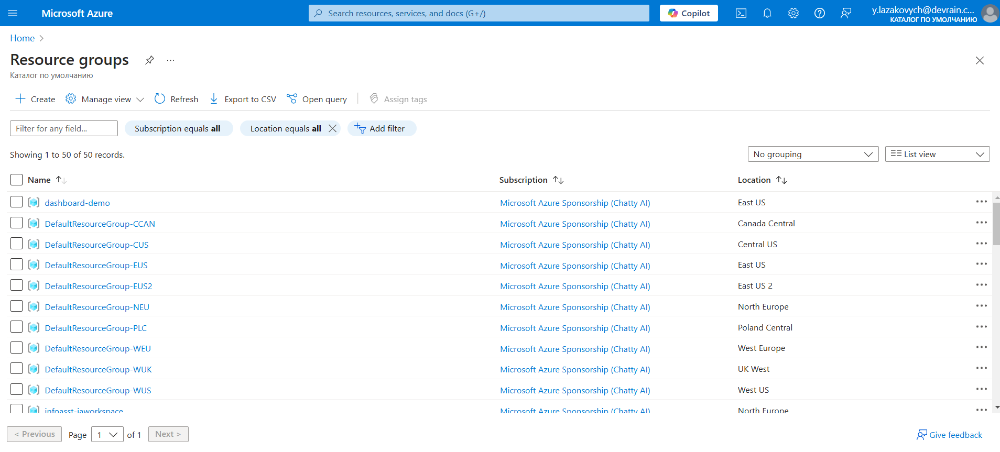 Microsoft Azure
Search resources, services, and docs (G+/)
Copilot
y.lazakovych@devrain.c...
КАТАЛОГ ПО УМОЛЧАНИЮ
Home
Resource groups
Каталог по умолчанию
Create Manage view Refresh Export to CSV Open query Assign tags
Filter for any field... Subscription equals all Location equals all Add filter
Showing 1 to 50 of 50 records. No grouping List view
Name Subscription Location
dashboard-demo Microsoft Azure Sponsorship (Chatty AI) East US
DefaultResourceGroup-CCAN Microsoft Azure Sponsorship (Chatty AI) Canada Central
DefaultResourceGroup-CUS Microsoft Azure Sponsorship (Chatty AI) Central US
DefaultResourceGroup-EUS Microsoft Azure Sponsorship (Chatty AI) East US
DefaultResourceGroup-EUS2 Microsoft Azure Sponsorship (Chatty AI) East US 2
DefaultResourceGroup-NEU Microsoft Azure Sponsorship (Chatty AI) North Europe
DefaultResourceGroup-PLC Microsoft Azure Sponsorship (Chatty AI) Poland Central
DefaultResourceGroup-WEU Microsoft Azure Sponsorship (Chatty AI) West Europe
DefaultResourceGroup-WUK Microsoft Azure Sponsorship (Chatty AI) UK West
DefaultResourceGroup-WUS Microsoft Azure Sponsorship (Chatty AI) West US
infoasst-iaworkspace Microsoft Azure Sponsorship (Chatty AI) North Europe
< Previous Page 1 of 1 Next > Give feedback